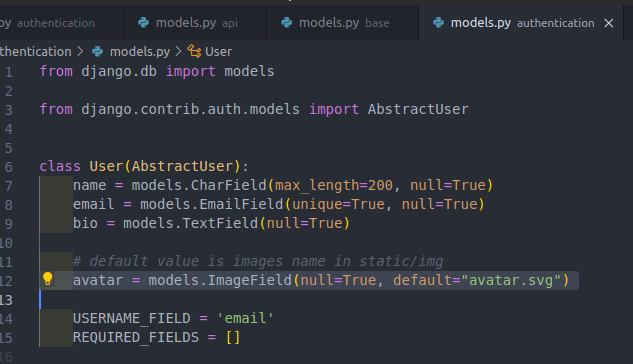 py authentication models.py api models.py base models.py authentication
thentication > models.py > User
1 from django.db import models
2
3 from django.contrib.auth.models import AbstractUser
4
5
6 class User(AbstractUser):
7 name = models.CharField(max_length=200, null=True)
8 email = models.EmailField(unique=True, null=True)
9 bio = models.TextField(null=True)
10
11 # default value is images name in static/img
12 avatar = models.ImageField(null=True, default="avatar.svg")
13
14 USERNAME_FIELD = 'email'
15 REQUIRED_FIELDS = []
16